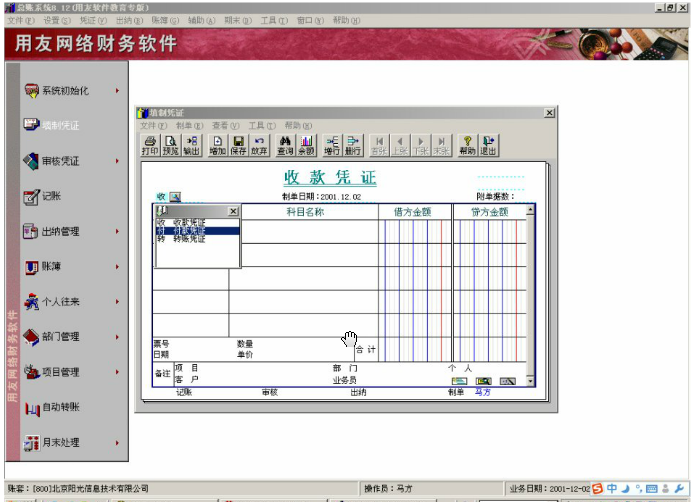 总账系统8.12(用友软件教育专版)
文件(F) 设置(S) 凭证(V) 出纳(B) 账簿(G) 辅助(A) 期末(D) 工具(T) 窗口(W) 帮助(H)
用友网络财务软件
系统初始化
填制凭证
审核凭证
记账
出纳管理
账簿
个人往来
部门管理
项目管理
自动转账
月末处理
用友网络财务软件
填制凭证
文件(F) 制单(E) 查看(V) 工具(T) 帮助(H)
打印 预览 输出 增加 保存 放弃 查询 余额 增行 删行 首张 上张 下张 末张 帮助 退出
收 款 凭 证
收 制单日期:2001.12.02 附单据数:
科目名称 借方金额 贷方金额
收 收款凭证
付 付款凭证
转 转账凭证
票号 数量
日期 单价 合 计
备注 项 目 部 门 个 人
客 户 业务员
记账 审核 出纳 制单 马方
账套:[800]北京阳光信息技术有限公司 操作员:马方 业务日期:2001-12-02 中